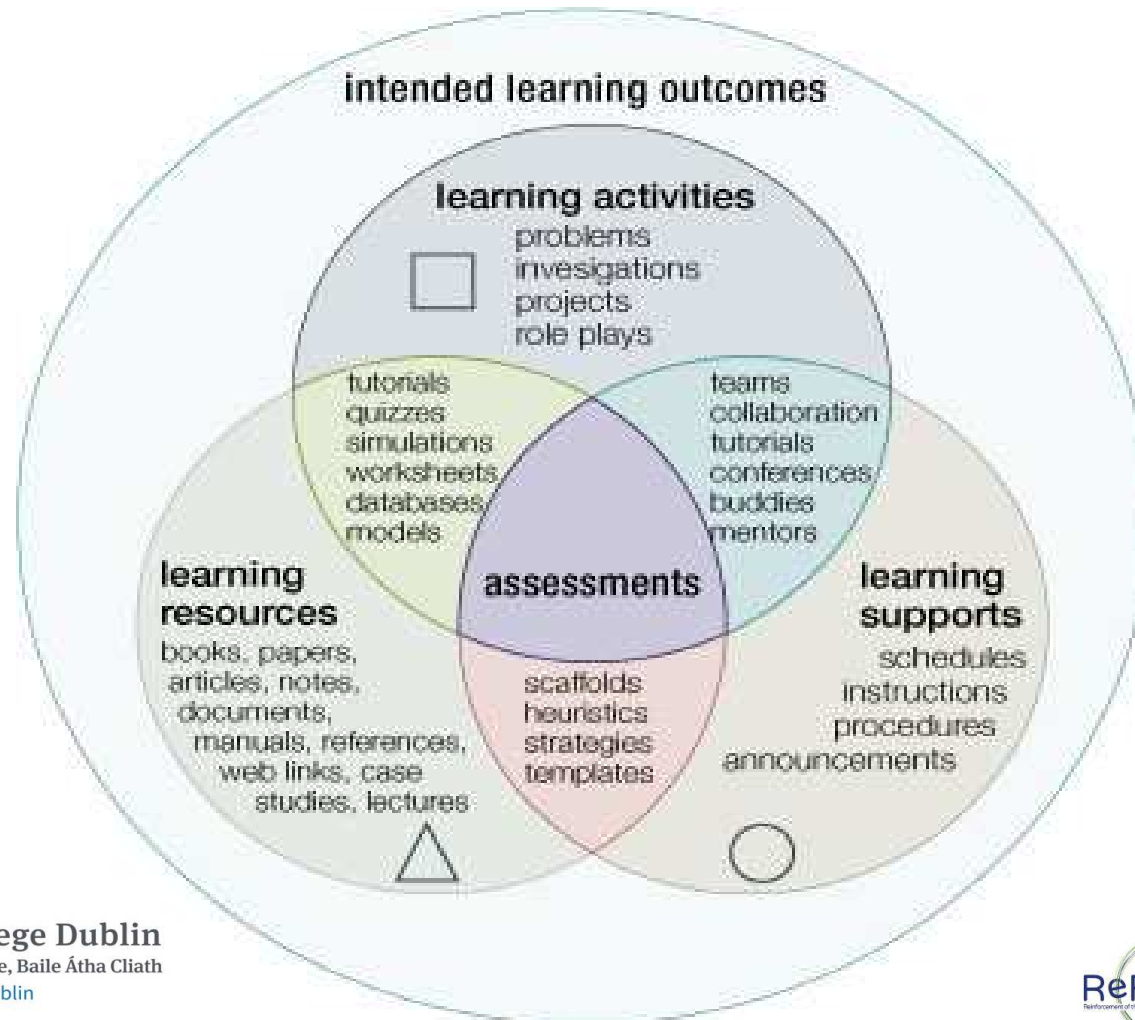 intended learning outcomes
learning activities
problems
invesigations
projects
role plays
tutorials
quizzes
simulations
worksheets
databases
models
teams
collaboration
tutorials
conferences
buddies
mentors
assessments
learning
resources
books, papers,
articles, notes,
documents,
manuals, references,
web links, case
studies, lectures
learning
supports
schedules
instructions
procedures
announcements
scaffolds
heuristics
strategies
templates
ege Dublin
e, Baile Átha Cliath
blin